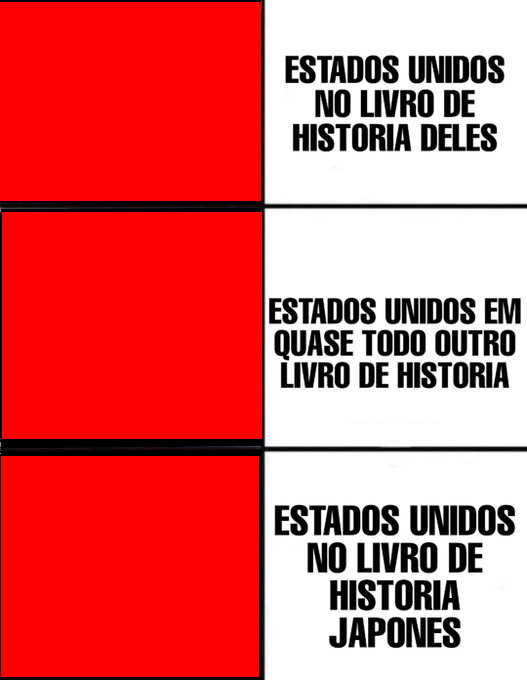 ESTADOS UNIDOS
NO LIVRO DE
HISTORIA DELES
ESTADOS UNIDOS EM
QUASE TODO OUTRO
LIVRO DE HISTORIA
ESTADOS UNIDOS
NO LIVRO DE
HISTORIA
JAPONES